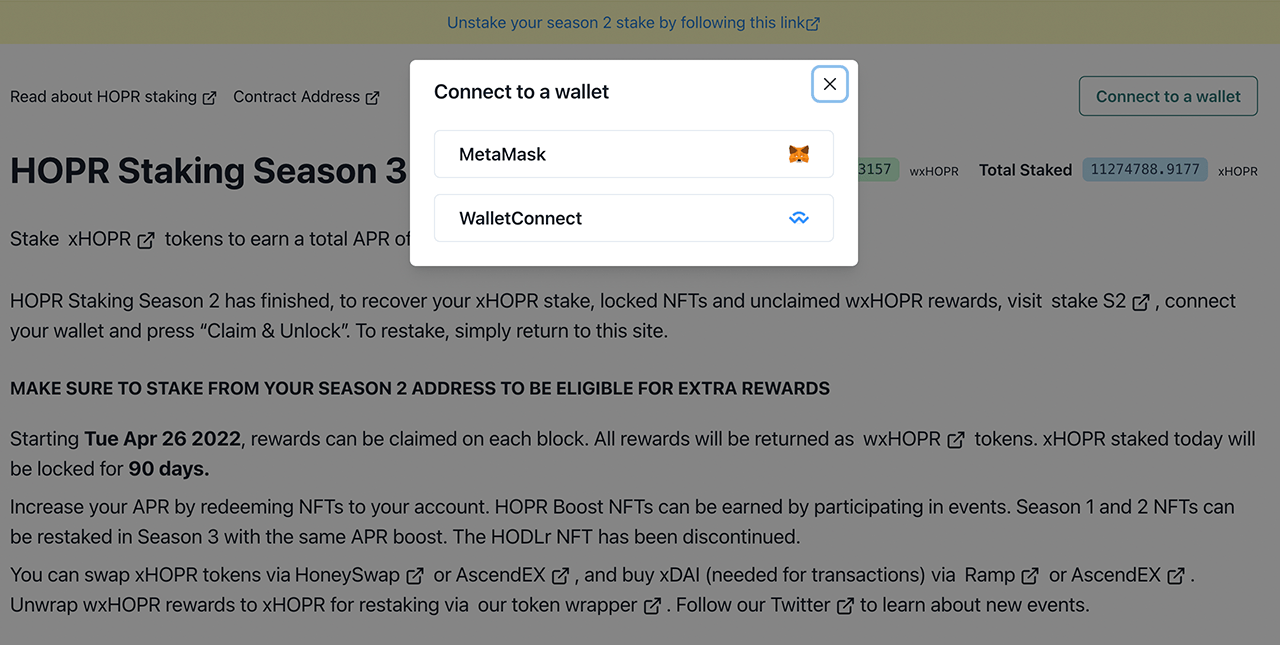 Unstake your season 2 stake by following this link
Read about HOPR staking Contract Address Connect to a wallet
Connect to a wallet
MetaMask
WalletConnect
HOPR Staking Season 3 3157 wxHOPR Total Staked 11274788.9177 xHOPR
Stake xHOPR tokens to earn a total APR of
HOPR Staking Season 2 has finished, to recover your xHOPR stake, locked NFTs and unclaimed wxHOPR rewards, visit stake S2 , connect
your wallet and press “Claim & Unlock”. To restake, simply return to this site.
MAKE SURE TO STAKE FROM YOUR SEASON 2 ADDRESS TO BE ELIGIBLE FOR EXTRA REWARDS
Starting Tue Apr 26 2022, rewards can be claimed on each block. All rewards will be returned as wxHOPR tokens. xHOPR staked today will
be locked for 90 days.
Increase your APR by redeeming NFTs to your account. HOPR Boost NFTs can be earned by participating in events. Season 1 and 2 NFTs can
be restaked in Season 3 with the same APR boost. The HODLr NFT has been discontinued.
You can swap xHOPR tokens via HoneySwap or AscendEX , and buy xDAI (needed for transactions) via Ramp or AscendEX .
Unwrap wxHOPR rewards to xHOPR for restaking via our token wrapper . Follow our Twitter to learn about new events.